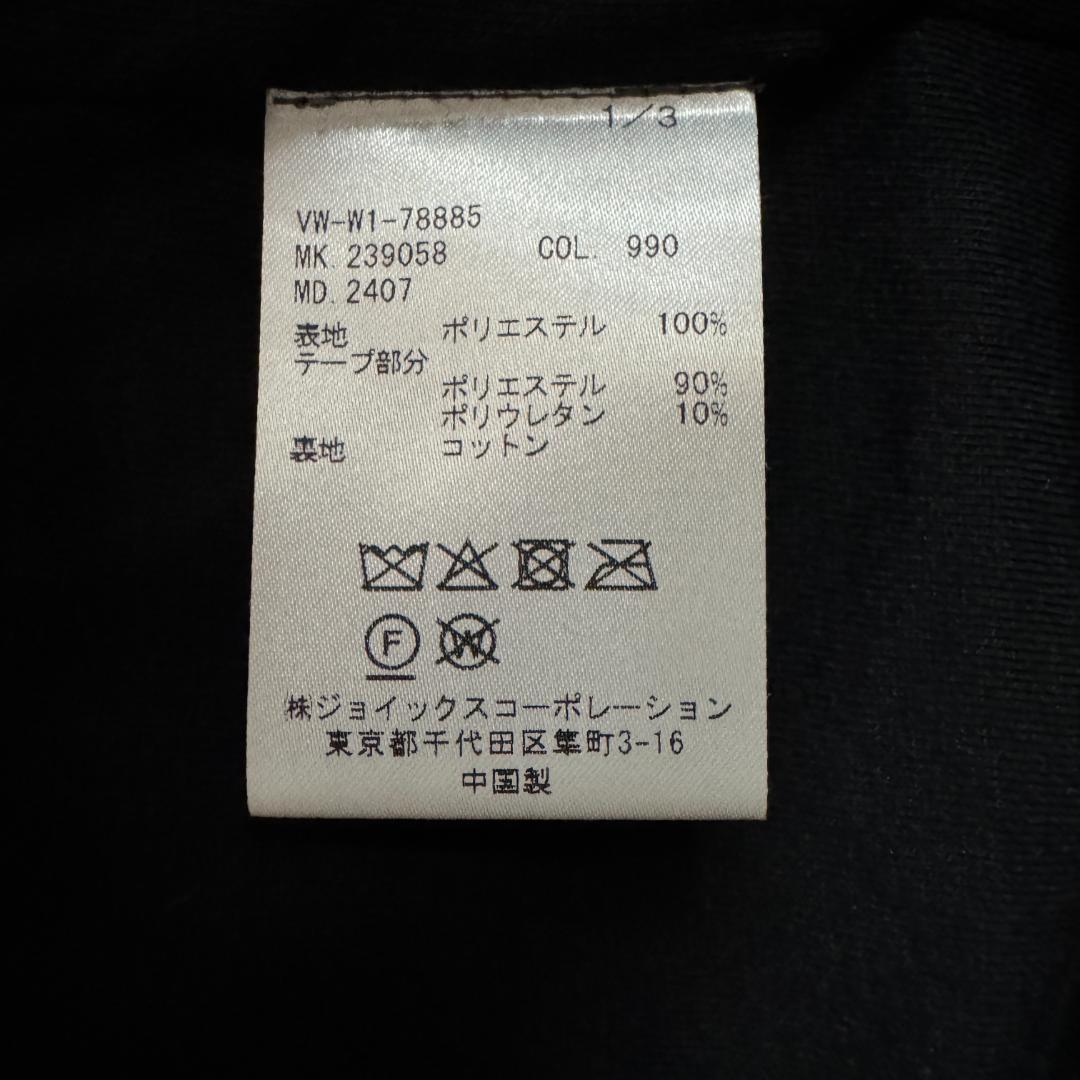 1/3
VW-W1-78885
MK. 239058 COL. 990
MD. 2407
表地 ポリエステル 100%
テープ部分
ポリエステル 90%
ポリウレタン 10%
裏地 コットン
F W
㈱ジョイックスコーポレーション
東京都千代田区隼町3-16
中国製